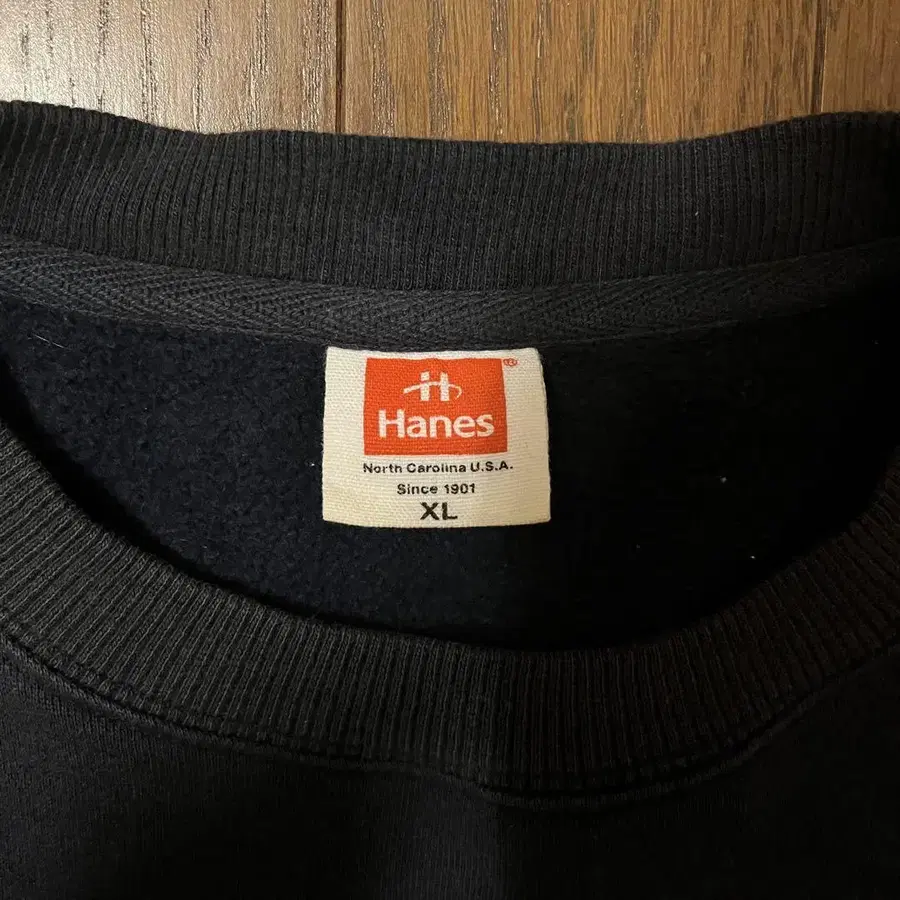 ®
Hanes
North Carolina U.S.A.
Since 1901
XL